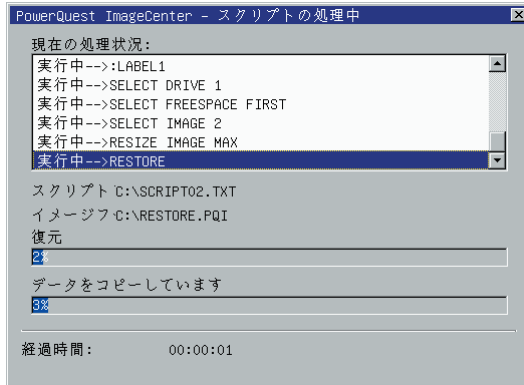 PowerQuest ImageCenter - スクリプトの処理中
現在の処理状況:
実行中-->:LABEL1
実行中-->SELECT DRIVE 1
実行中-->SELECT FREESPACE FIRST
実行中-->SELECT IMAGE 2
実行中-->RESIZE IMAGE MAX
実行中-->RESTORE
スクリプト C:\SCRIPT02.TXT
イメージフ C:\RESTORE.PQI
復元
2%
データをコピーしています
3%
経過時間: 00:00:01